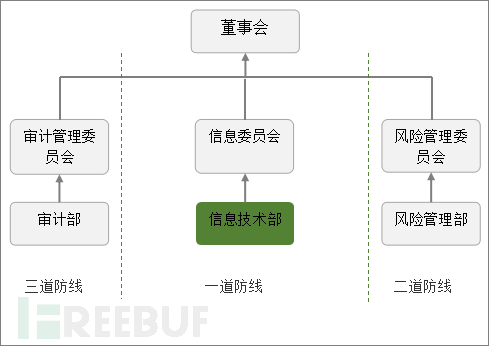 董事会
审计管理委
员会
信息委员会
风险管理委
员会
审计部
信息技术部
风险管理部
三道防线
一道防线
二道防线
FREEBUF